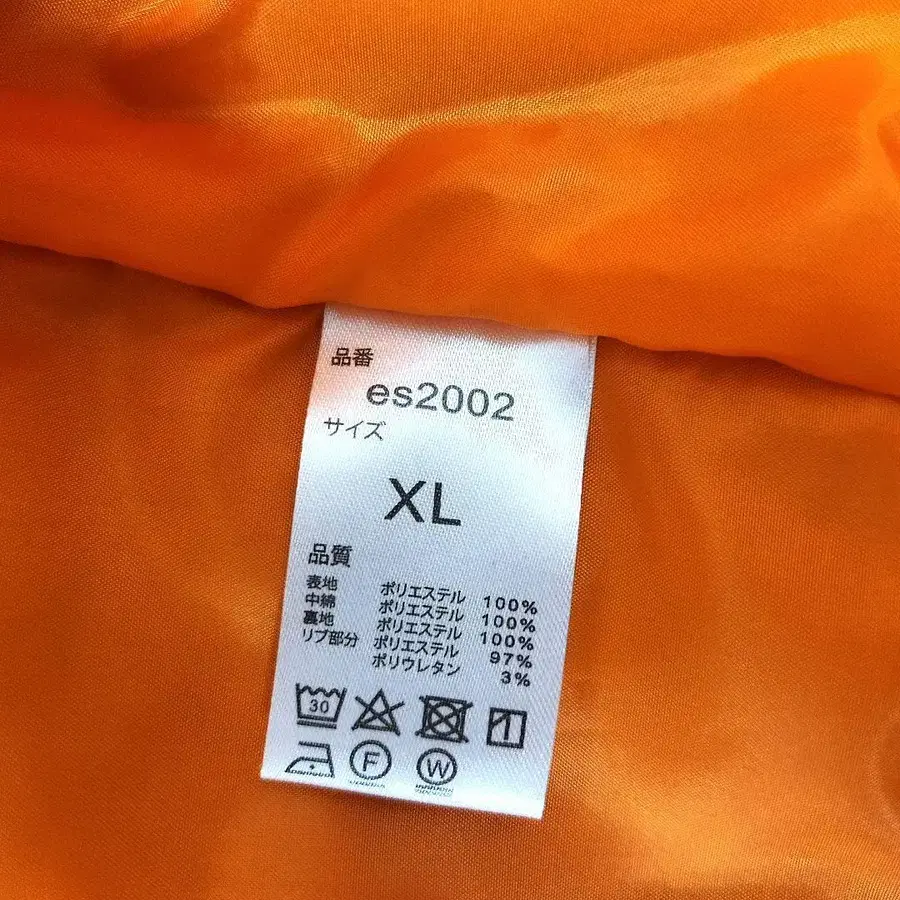 品番
es2002
サイズ
XL
品質
表地 ポリエステル 100%
中綿 ポリエステル 100%
裏地 ポリエステル 100%
リブ部分 ポリエステル 97%
ポリウレタン 3%
30
F W